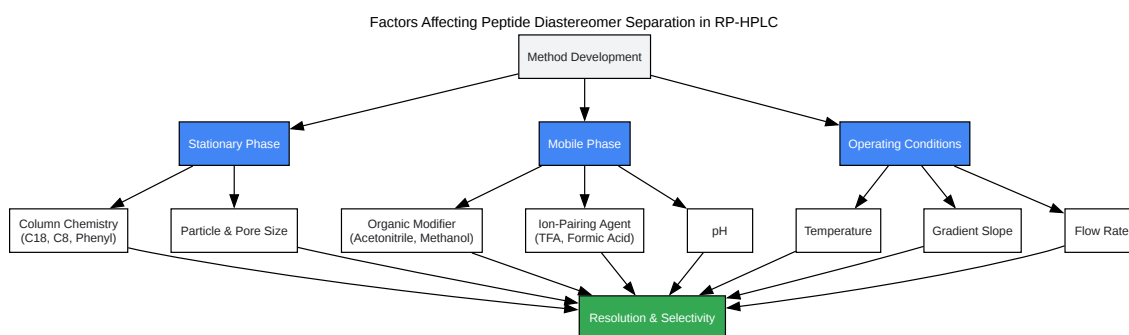 Factors Affecting Peptide Diastereomer Separation in RP-HPLC
Method Development
Stationary Phase
Mobile Phase
Operating Conditions
Column Chemistry
(C18, C8, Phenyl)
Particle & Pore Size
Organic Modifier
(Acetonitrile, Methanol)
Ion-Pairing Agent
(TFA, Formic Acid)
pH
Temperature
Gradient Slope
Flow Rate
Resolution & Selectivity